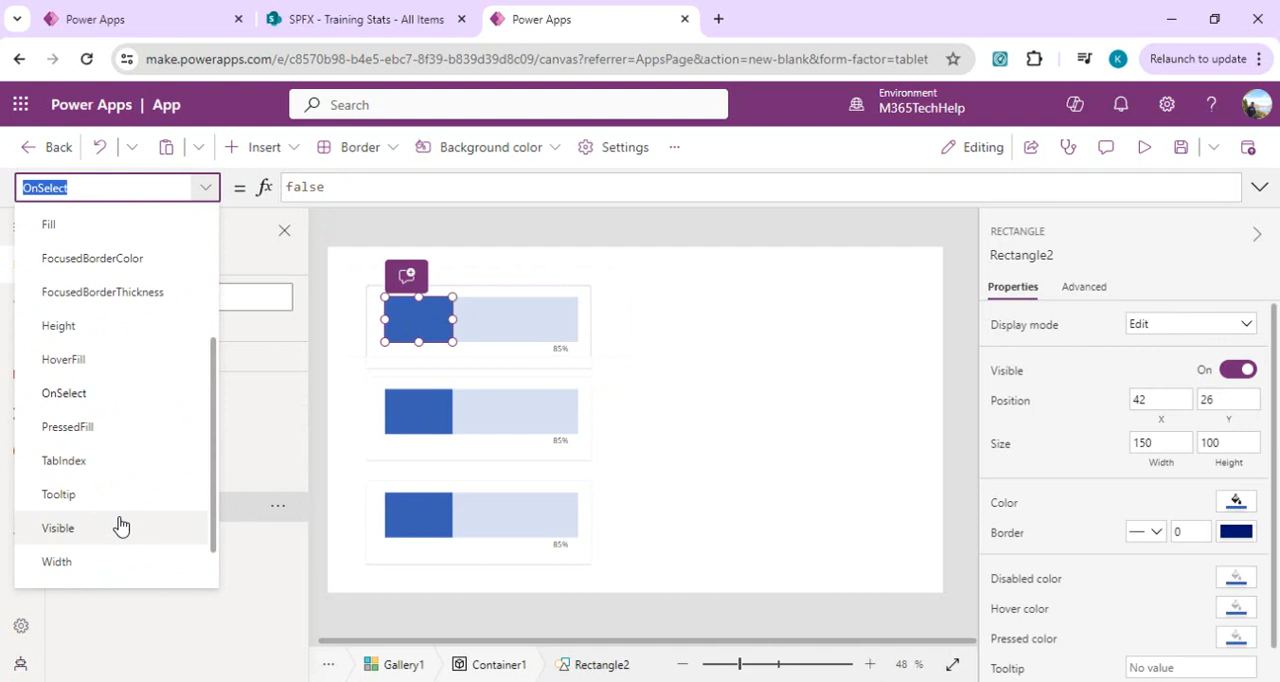 Power Apps
SPFX - Training Stats - All Items
Power Apps
make.powerapps.com/e/c8570b98-b4e5-ebc7-8f39-b839d39d8c09/canvas?referrer=AppsPage&action=new-blank&form-factor=tablet
K
Relaunch to update
Power Apps | App
Search
Environment
M365TechHelp
Back
Insert
Border
Background color
Settings
Editing
OnSelect
= fx false
Fill
FocusedBorderColor
FocusedBorderThickness
Height
HoverFill
OnSelect
PressedFill
TabIndex
Tooltip
Visible
Width
85%
85%
85%
RECTANGLE
Rectangle2
Properties
Advanced
Display mode
Edit
Visible
On
Position
42
26
X
Y
Size
150
100
Width
Height
Color
Border
0
Disabled color
Hover color
Pressed color
Tooltip
No value
Gallery1
Container1
Rectangle2
48 %